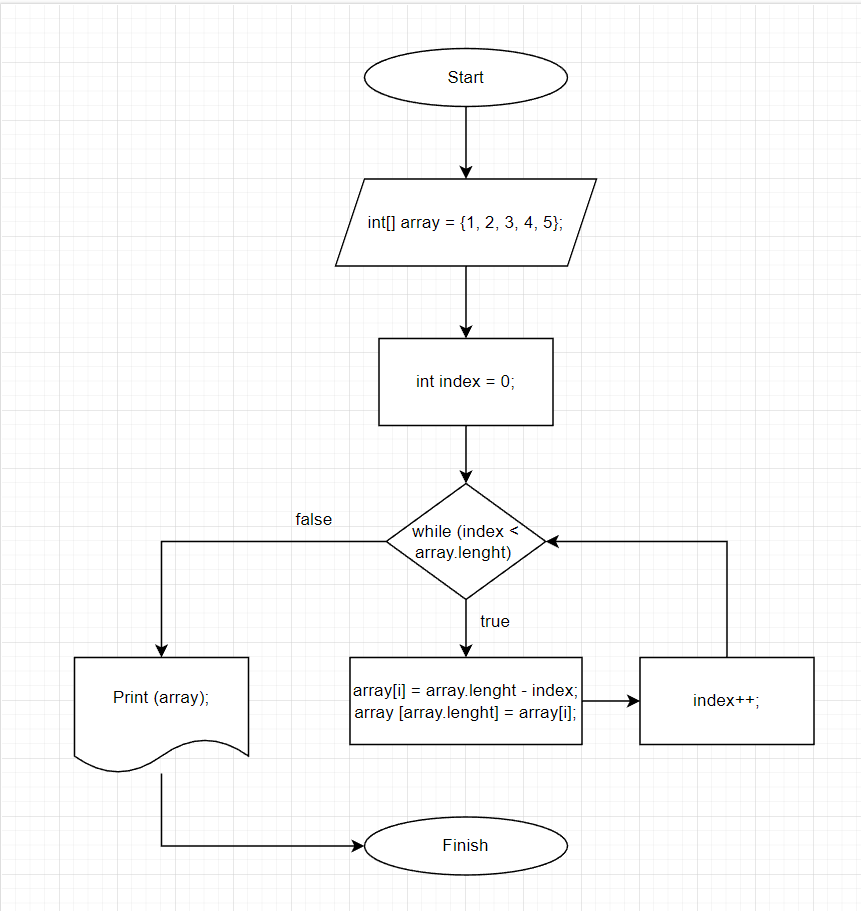 Start
int[] array = {1, 2, 3, 4, 5};
int index = 0;
while (index <
array.lenght)
false
true
Print (array);
array[i] = array.lenght - index;
array [array.lenght] = array[i];
index++;
Finish